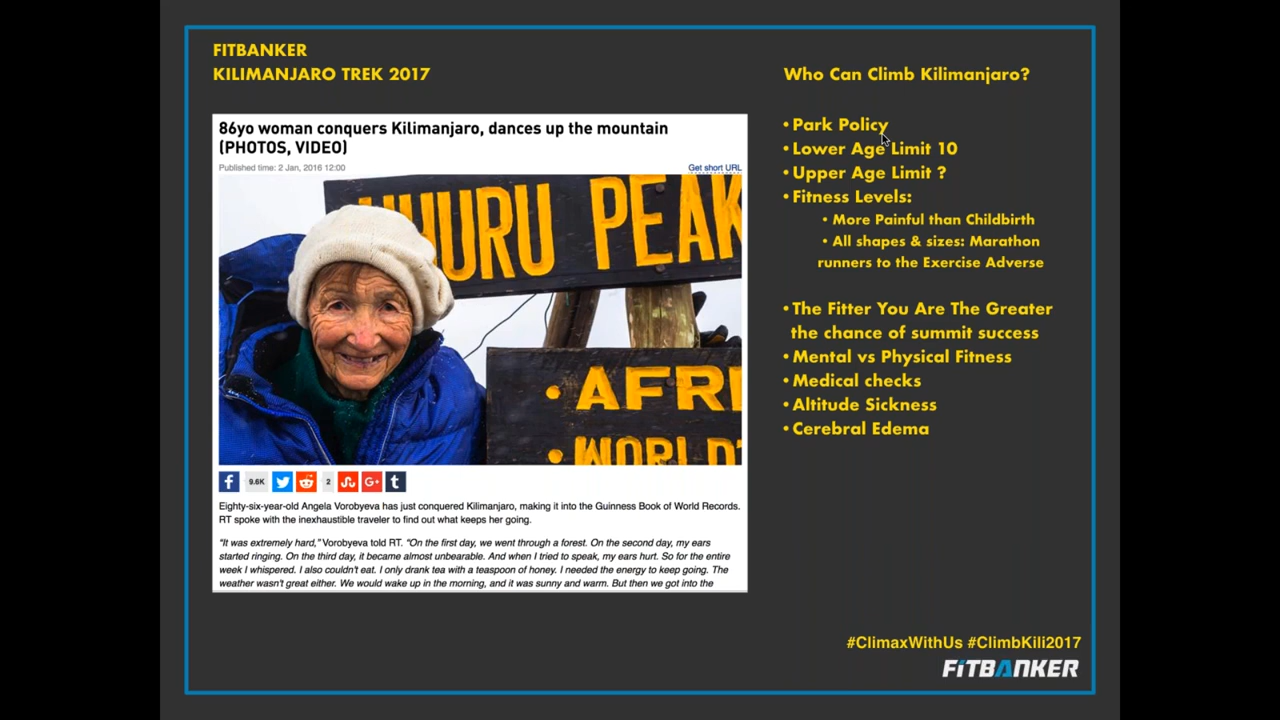 FITBANKER
KILIMANJARO TREK 2017
86yo woman conquers Kilimanjaro, dances up the mountain
(PHOTOS, VIDEO)
Published time: 2 Jan, 2016 12:00
Get short URL
UHURU PEAK
• AFRI
• WORLD'
f 9.6K 2 G+ t
Eighty-six-year-old Angela Vorobyeva has just conquered Kilimanjaro, making it into the Guinness Book of World Records.
RT spoke with the inexhaustible traveler to find out what keeps her going.
“It was extremely hard,” Vorobyeva told RT. “On the first day, we went through a forest. On the second day, my ears
started ringing. On the third day, it became almost unbearable. And when I tried to speak, my ears hurt. So for the entire
week I whispered. I also couldn't eat. I only drank tea with a teaspoon of honey. I needed the energy to keep going. The
weather wasn't great either. We would wake up in the morning, and it was sunny and warm. But then we got into the
Who Can Climb Kilimanjaro?
• Park Policy
• Lower Age Limit 10
• Upper Age Limit ?
• Fitness Levels:
• More Painful than Childbirth
• All shapes & sizes: Marathon
runners to the Exercise Adverse
• The Fitter You Are The Greater
the chance of summit success
• Mental vs Physical Fitness
• Medical checks
• Altitude Sickness
• Cerebral Edema
#ClimaxWithUs #ClimbKili2017
FITBANKER